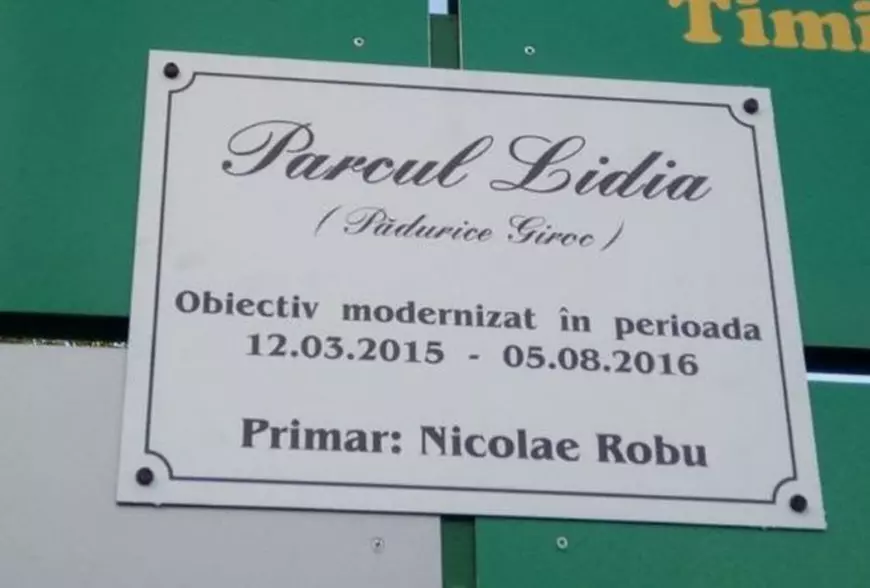 Timi
Parcul Lidia
( Pădurice Giroc )
Obiectiv modernizat în perioada
12.03.2015 - 05.08.2016
Primar: Nicolae Robu